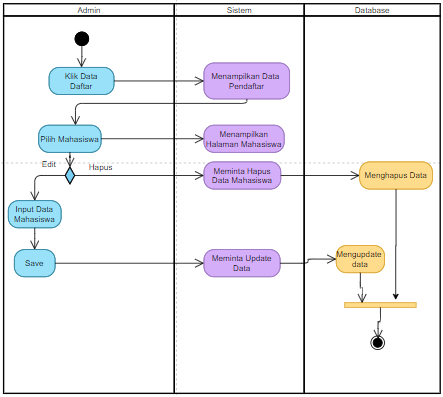 Admin
Sistem
Database
Klik Data
Daftar
Menampilkan Data
Pendaftar
Pilih Mahasiswa
Menampilkan
Halaman Mahasiswa
Edit
Hapus
Meminta Hapus
Data Mahasiswa
Menghapus Data
Input Data
Mahasiswa
Save
Meminta Update
Data
Mengupdate
data